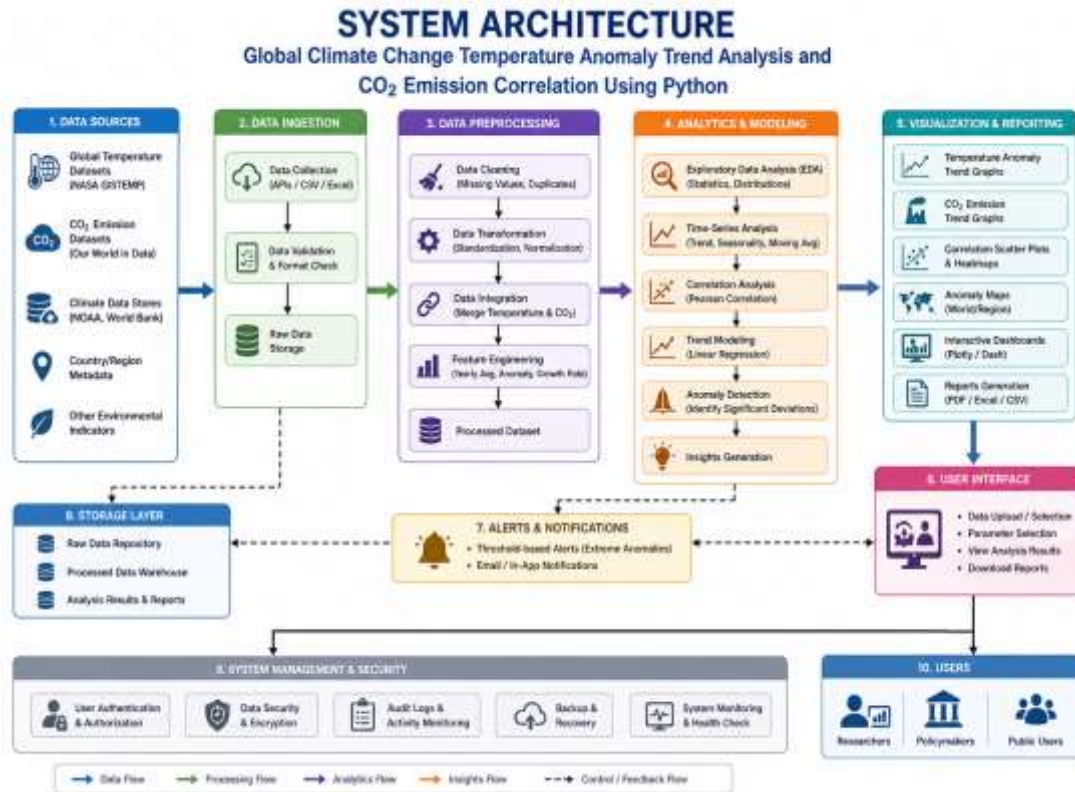 SYSTEM ARCHITECTURE
Global Climate Change Temperature Anomaly Trend Analysis and
CO₂ Emission Correlation Using Python
1. DATA SOURCES
Global Temperature
Datasets
(NASA GISTEMP)
CO₂
CO₂ Emission
Datasets
(Our World in Data)
Climate Data Stores
(NOAA, World Bank)
Country/Region
Metadata
Other Environmental
Indicators
2. DATA INGESTION
Data Collection
(APIs / CSV / Excel)
Data Validation
& Format Check
Raw Data
Storage
3. DATA PREPROCESSING
Data Cleaning
(Missing Values, Duplicates)
Data Transformation
(Standardization, Normalization)
Data Integration
(Merge Temperature & CO₂)
Feature Engineering
(Yearly Avg, Anomaly, Growth Rate)
Processed Dataset
4. ANALYTICS & MODELING
Exploratory Data Analysis (EDA)
(Statistics, Distributions)
Time-Series Analysis
(Trend, Seasonality, Moving Avg)
Correlation Analysis
(Pearson Correlation)
Trend Modeling
(Linear Regression)
Anomaly Detection
(Identify Significant Deviations)
Insights Generation
5. VISUALIZATION & REPORTING
Temperature Anomaly
Trend Graphs
CO₂ Emission
Trend Graphs
Correlation Scatter Plots
& Heatmaps
Anomaly Maps
(World/Region)
Interactive Dashboards
(Plotly / Dash)
Reports Generation
(PDF / Excel / CSV)
6. USER INTERFACE
• Data Upload / Selection
• Parameter Selection
• View Analysis Results
• Download Reports
7. ALERTS & NOTIFICATIONS
• Threshold-based Alerts (Extreme Anomalies)
• Email / In-App Notifications
8. STORAGE LAYER
Raw Data Repository
Processed Data Warehouse
Analysis Results & Reports
SYSTEM MANAGEMENT & SECURITY
User Authentication
& Authorization
Data Security
& Encryption
Audit Logs &
Activity Monitoring
Backup &
Recovery
System Monitoring
& Health Check
10. USERS
Researchers
Policymakers
Public Users
Data Flow
Processing Flow
Analytics Flow
Insights Flow
Control / Feedback Flow